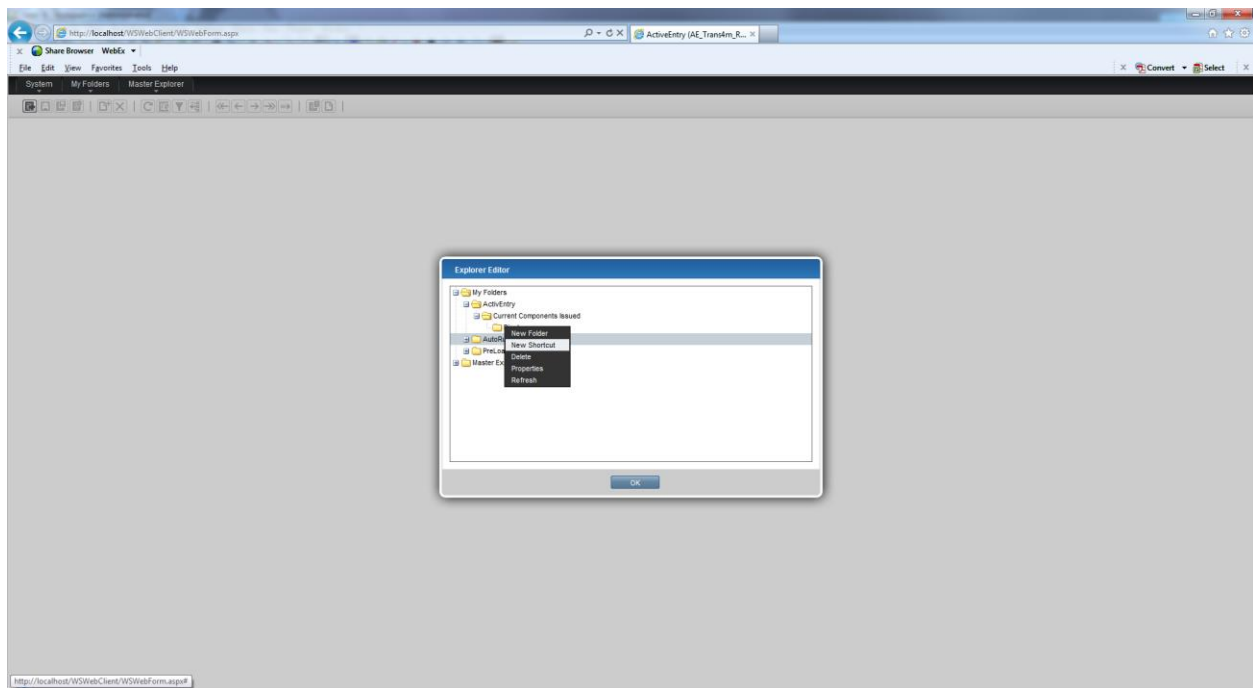 http://localhost/WSWebClient/WSWebForm.aspx
ActiveEntry (AE_Trans4m_R...
Share Browser WebEx
File Edit View Favorites Tools Help
Convert Select
System My Folders Master Explorer
Explorer Editor
My Folders
ActivEntry
Current Components Issued
New Folder
AutoR
New Shortcut
PreLoa
Delete
Master Ex
Properties
Refresh
OK
http://localhost/WSWebClient/WSWebForm.aspx#